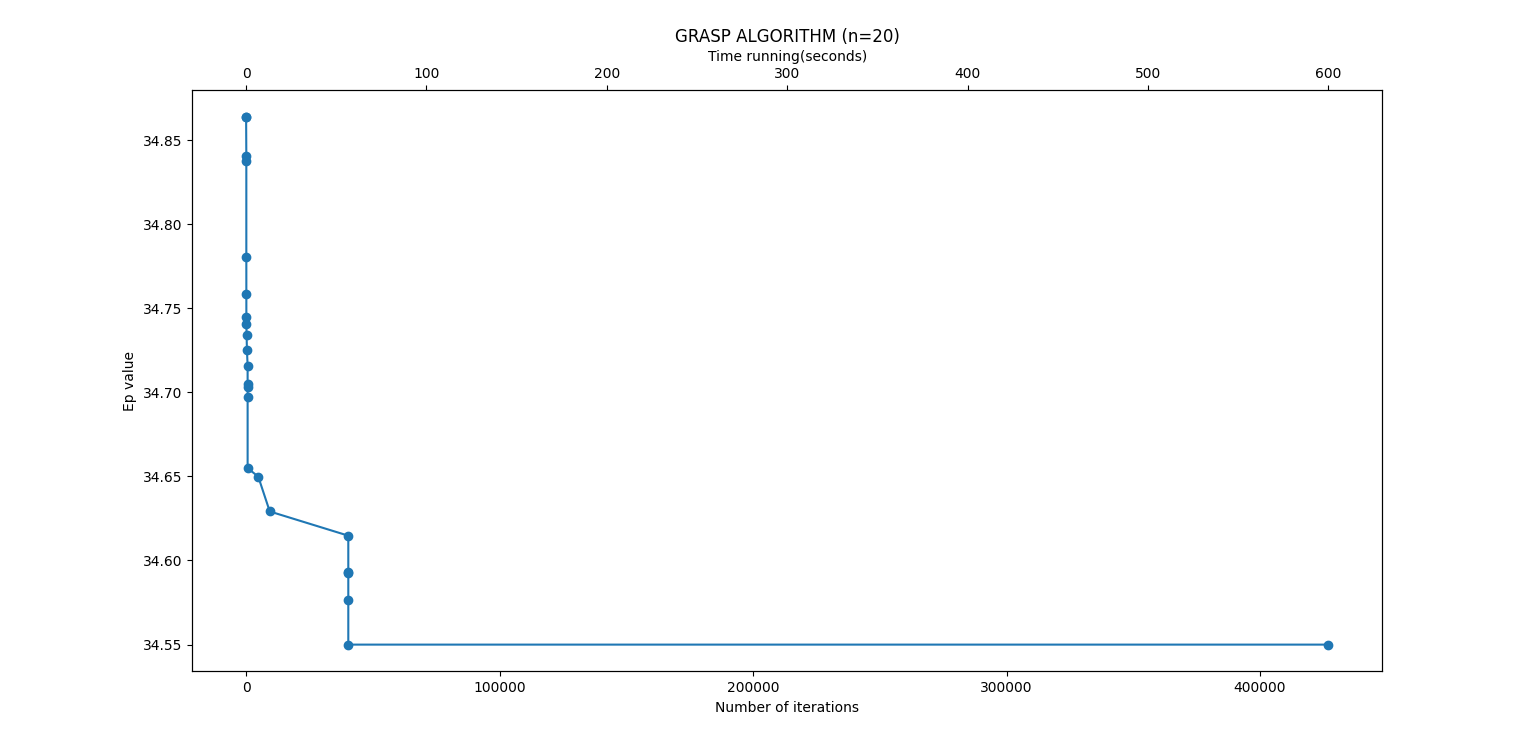 GRASP ALGORITHM (n=20)
Time running(seconds)
0 100 200 300 400 500 600
34.85
34.80
34.75
34.70
34.65
34.60
34.55
Ep value
0 100000 200000 300000 400000
Number of iterations